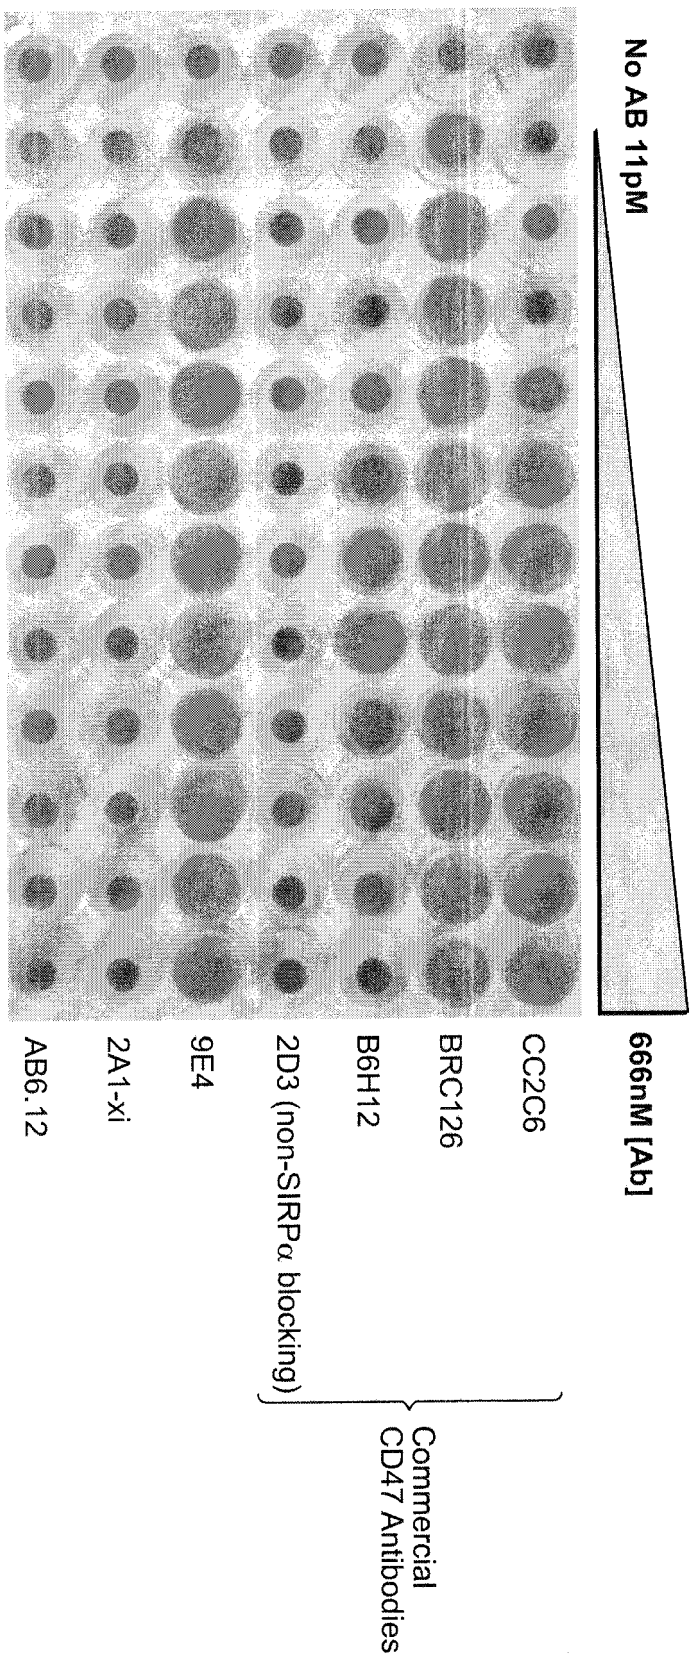 No AB 11pM
666nM [Ab]
CC2C6
BRC126
B6H12
2D3 (non-SIRPα blocking)
9E4
2A1-xi
AB6.12
Commercial
CD47 Antibodies